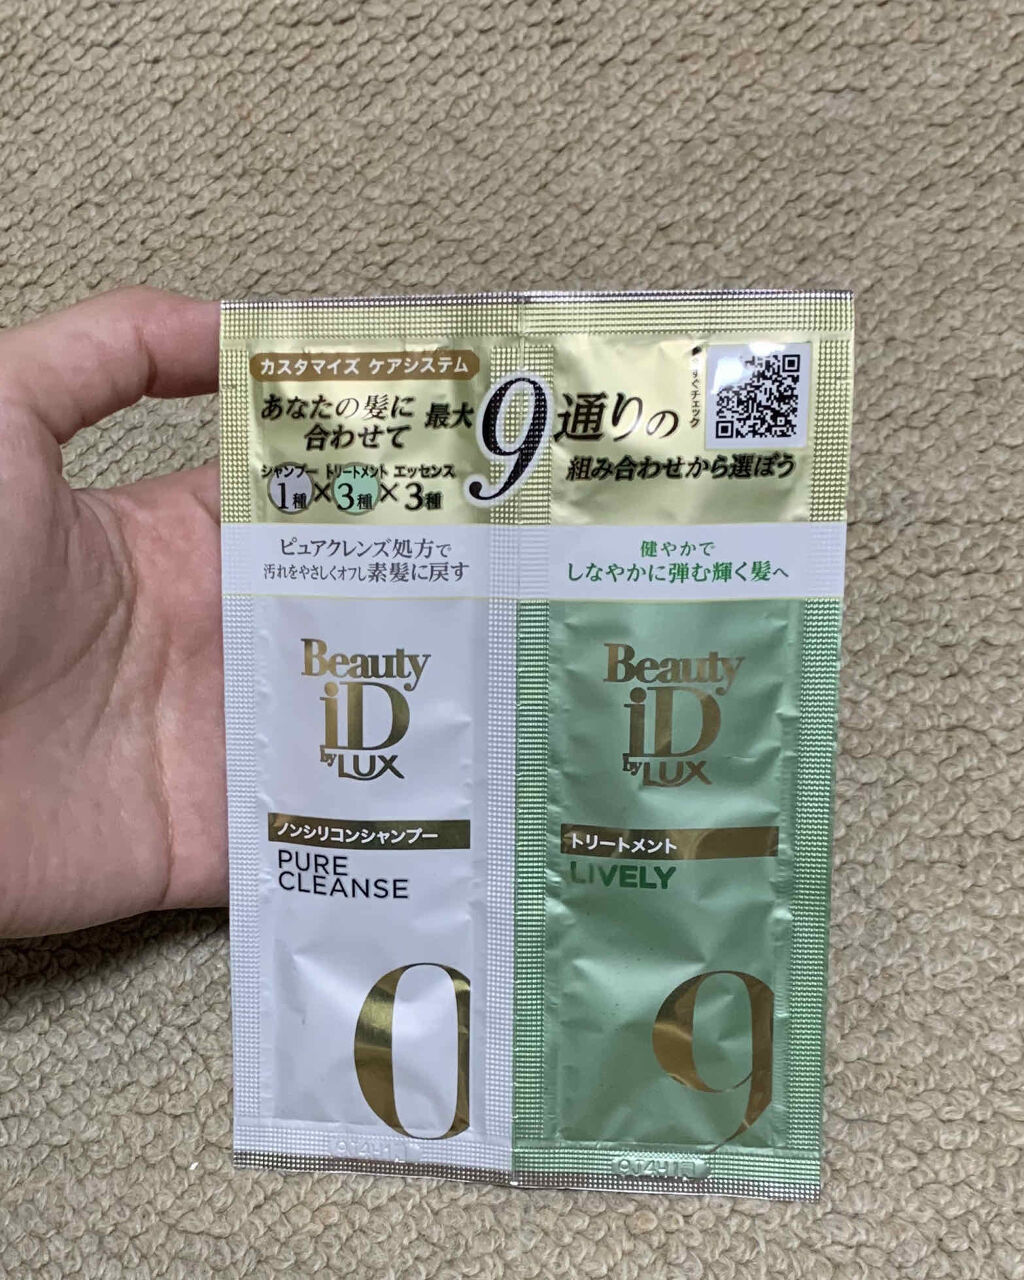 カスタマイズ ケアシステム
あなたの髪に
合わせて
最大9通りの
組み合わせから選ぼう
シャンプー トリートメント エッセンス
1種×3種×3種
すぐチェック
ピュアクレンズ処方で
汚れをやさしくオフし素髪に戻す
Beauty
iD
by LUX
ノンシリコンシャンプー
PURE
CLEANSE
0
健やかで
しなやかに弾む輝く髪へ
Beauty
iD
by LUX
トリートメント
LIVELY
9